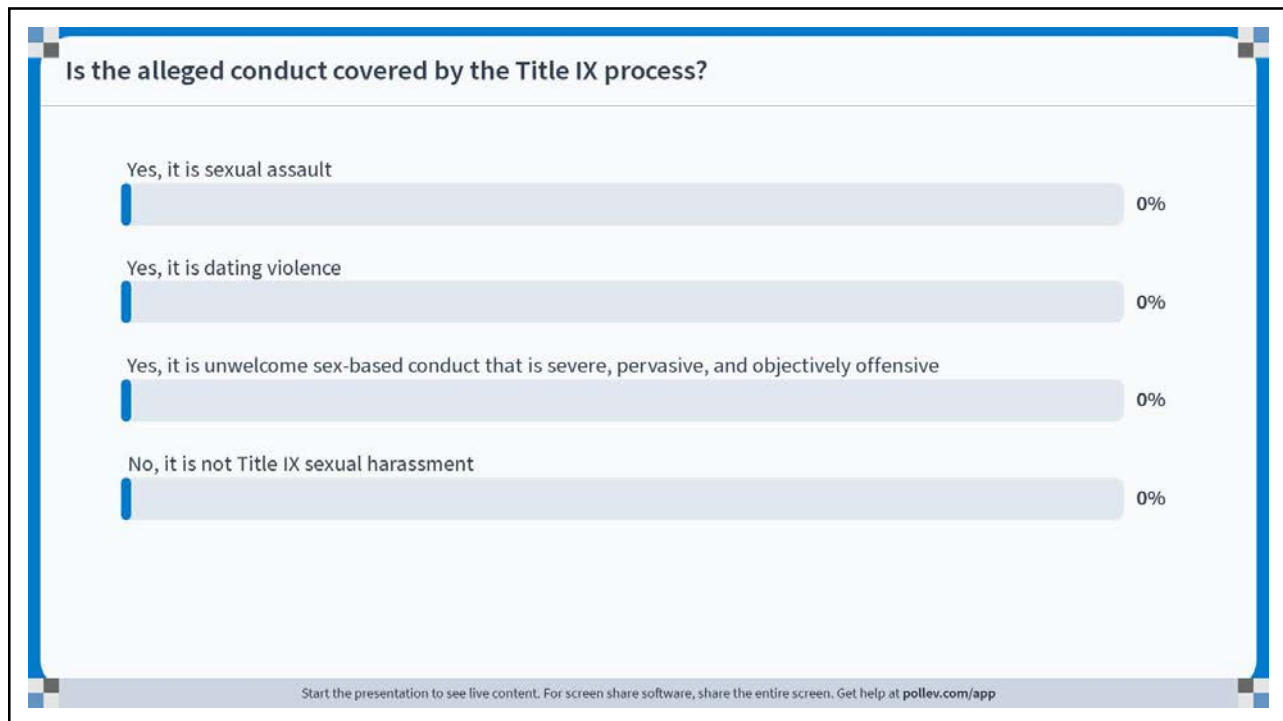 Is the alleged conduct covered by the Title IX process?
Yes, it is sexual assault
0%
Yes, it is dating violence
0%
Yes, it is unwelcome sex-based conduct that is severe, pervasive, and objectively offensive
0%
No, it is not Title IX sexual harassment
0%
Start the presentation to see live content. For screen share software, share the entire screen. Get help at pollev.com/app